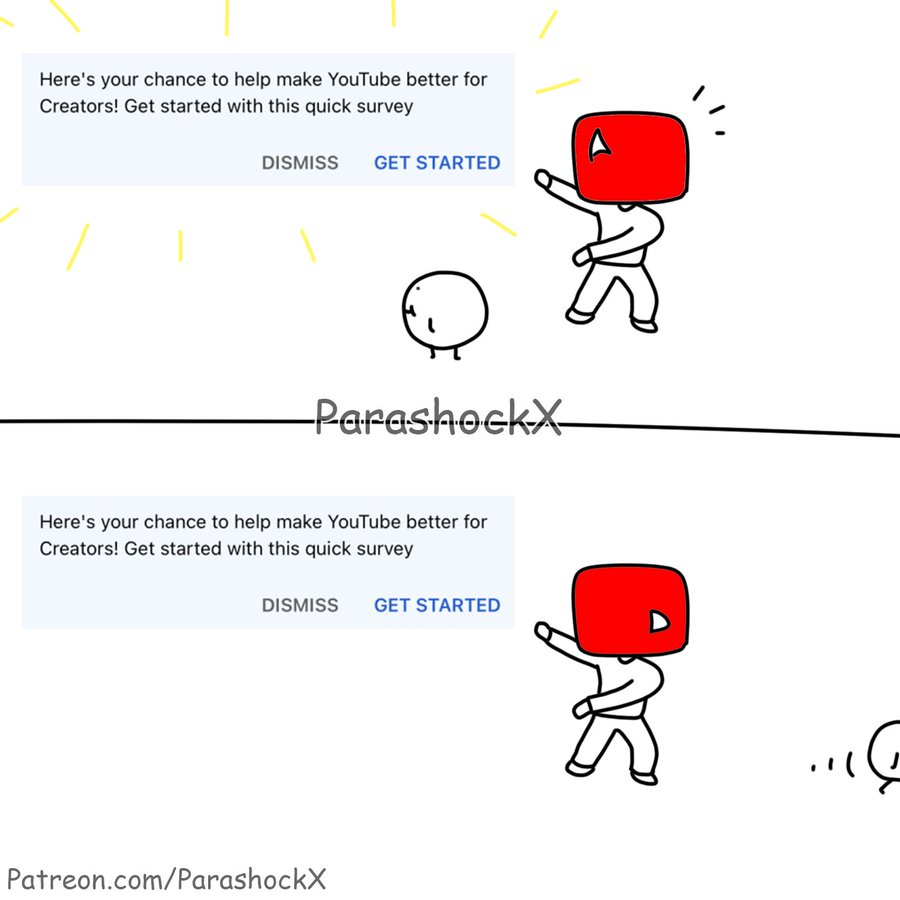 Here's your chance to help make YouTube better for
Creators! Get started with this quick survey
DISMISS GET STARTED
ParashockX
Here's your chance to help make YouTube better for
Creators! Get started with this quick survey
DISMISS GET STARTED
Patreon.com/ParashockX